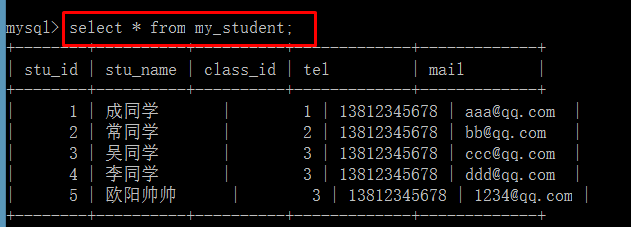 mysql> select * from my_student;
+--------+----------+----------+-------------+-------------+
| stu_id | stu_name | class_id | tel | mail |
+--------+----------+----------+-------------+-------------+
| 1 | 成同学 | 1 | 13812345678 | aaa@qq.com |
| 2 | 常同学 | 2 | 13812345678 | bb@qq.com |
| 3 | 吴同学 | 3 | 13812345678 | ccc@qq.com |
| 4 | 李同学 | 3 | 13812345678 | ddd@qq.com |
| 5 | 欧阳帅帅 | 3 | 13812345678 | 1234@qq.com |
+--------+----------+----------+-------------+-------------+